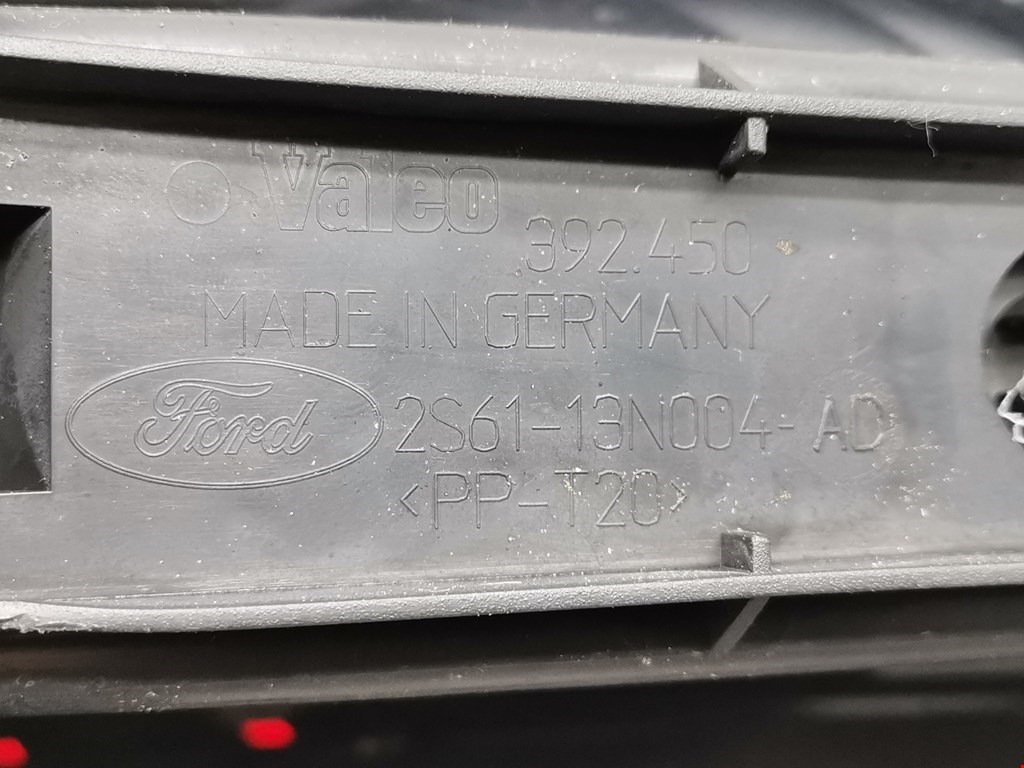 Valeo
392.450
MADE IN GERMANY
Ford
2S61-13N004-AD
<PP-T20>